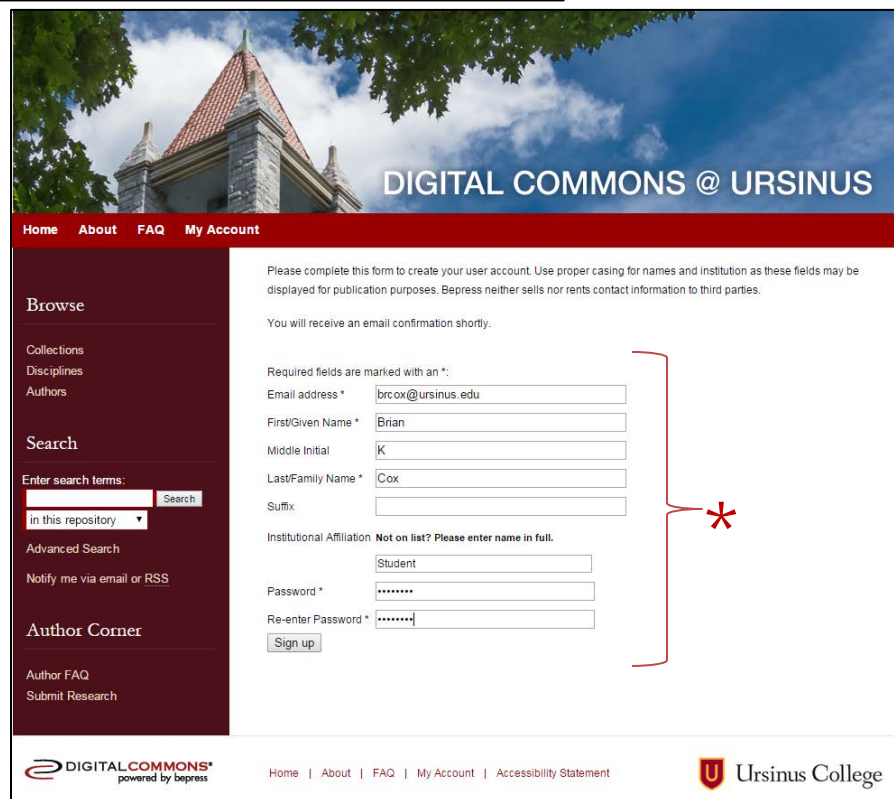 DIGITAL COMMONS @ URSINUS
Home About FAQ My Account
Browse
Collections
Disciplines
Authors
Search
Enter search terms:
Search
in this repository
Advanced Search
Notify me via email or RSS
Author Corner
Author FAQ
Submit Research
Please complete this form to create your user account. Use proper casing for names and institution as these fields may be
displayed for publication purposes. Bepress neither sells nor rents contact information to third parties.
You will receive an email confirmation shortly.
Required fields are marked with an *:
Email address * brcox@ursinus.edu
First/Given Name * Brian
Middle Initial K
Last/Family Name * Cox
Suffix
Institutional Affiliation Not on list? Please enter name in full.
Student
Password * ••••••••
Re-enter Password * ••••••••
Sign up
*
DIGITALCOMMONS®
powered by bepress
Home | About | FAQ | My Account | Accessibility Statement
U Ursinus College